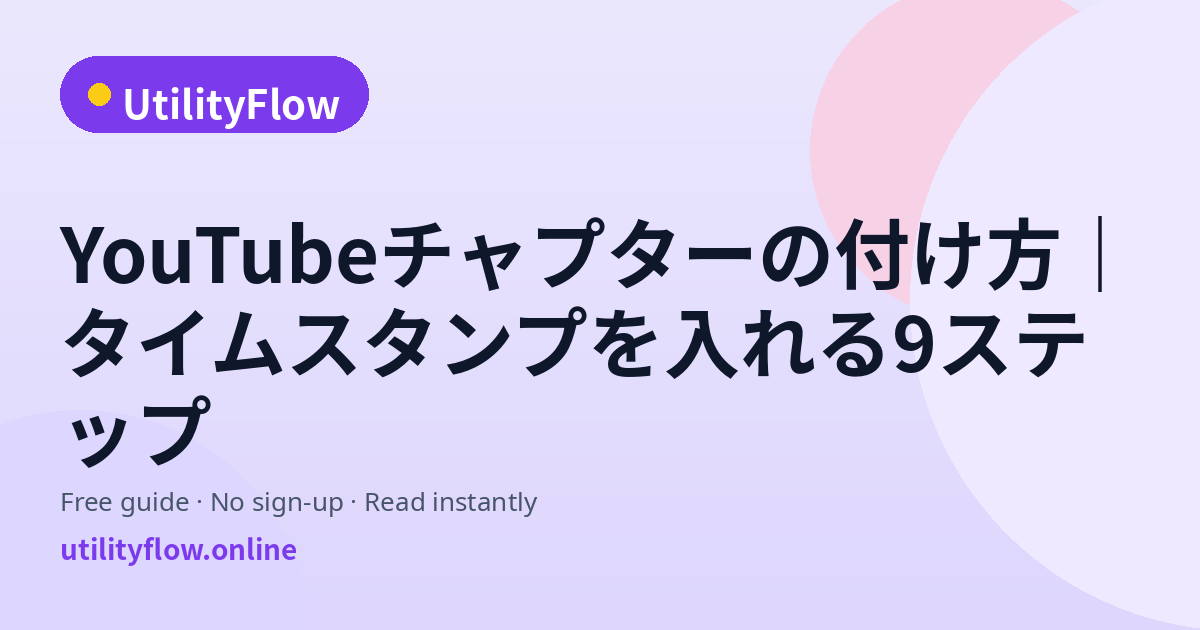 UtilityFlow
YouTubeチャプターの付け方｜
タイムスタンプを入れる9ステ
ップ
Free guide · No sign-up · Read instantly
utilityflow.online